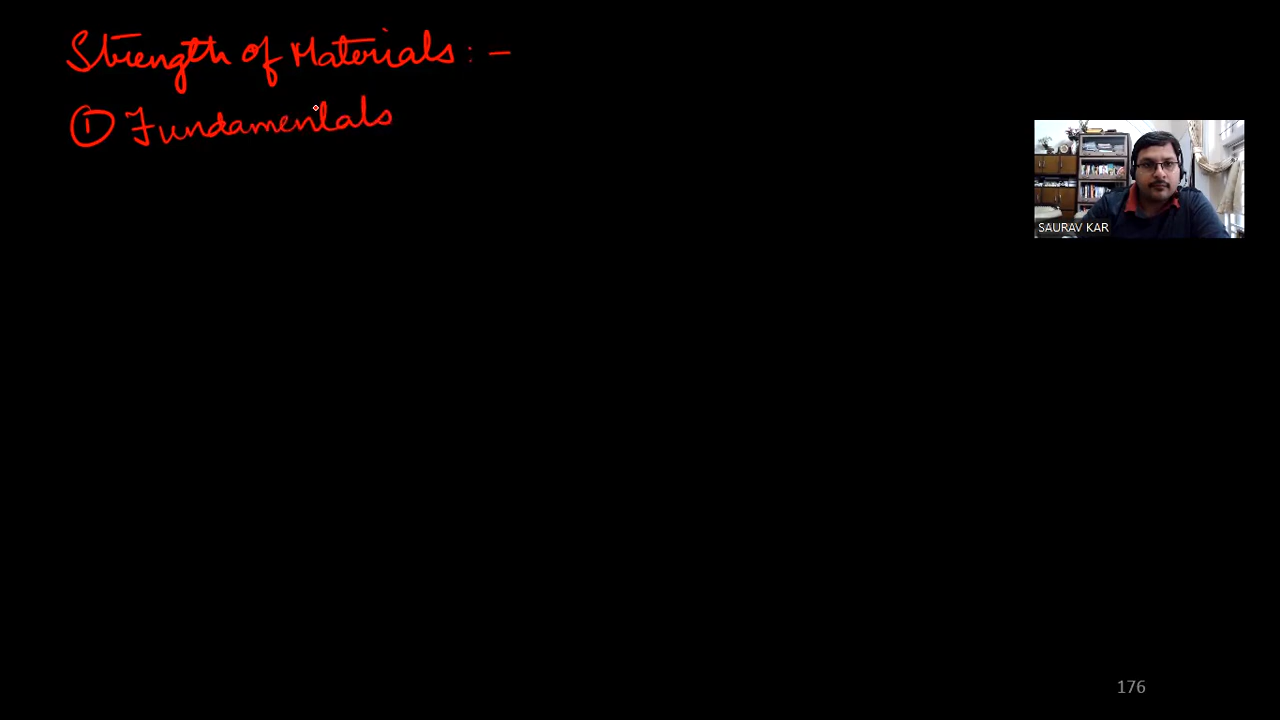 Strength of Materials : -
① Fundamentals
SAURAV KAR
176